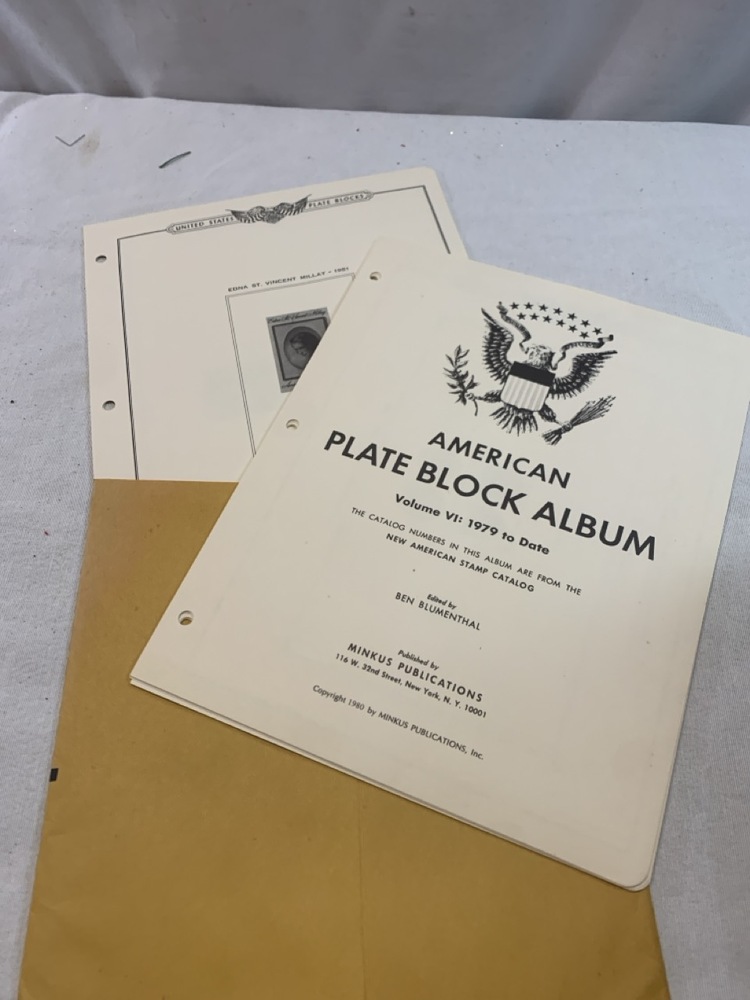 UNITED STATES PLATE BLOCKS
EDNA ST. VINCENT MILLAY – 1981
AMERICAN
PLATE BLOCK ALBUM
Volume VI: 1979 to Date
THE CATALOG NUMBERS IN THIS ALBUM ARE FROM THE
NEW AMERICAN STAMP CATALOG
Edited by
BEN BLUMENTHAL
Published by
MINKUS PUBLICATIONS
116 W. 32nd Street, New York, N. Y. 10001
Copyright 1980 by MINKUS PUBLICATIONS, Inc.